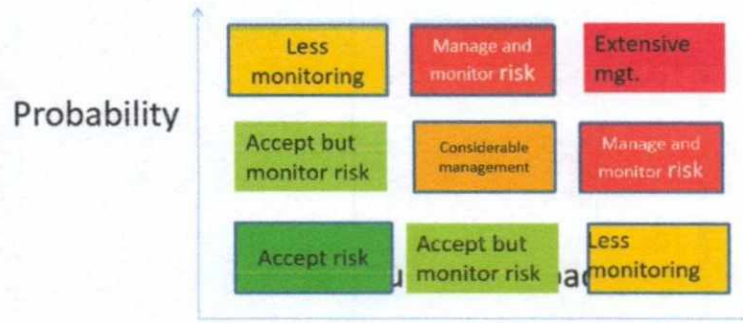 Less
monitoring
Manage and
monitor risk
Extensive
mgt.
Probability
Accept but
monitor risk
Considerable
management
Manage and
monitor risk
Accept risk
Accept but
monitor risk
Less
monitoring